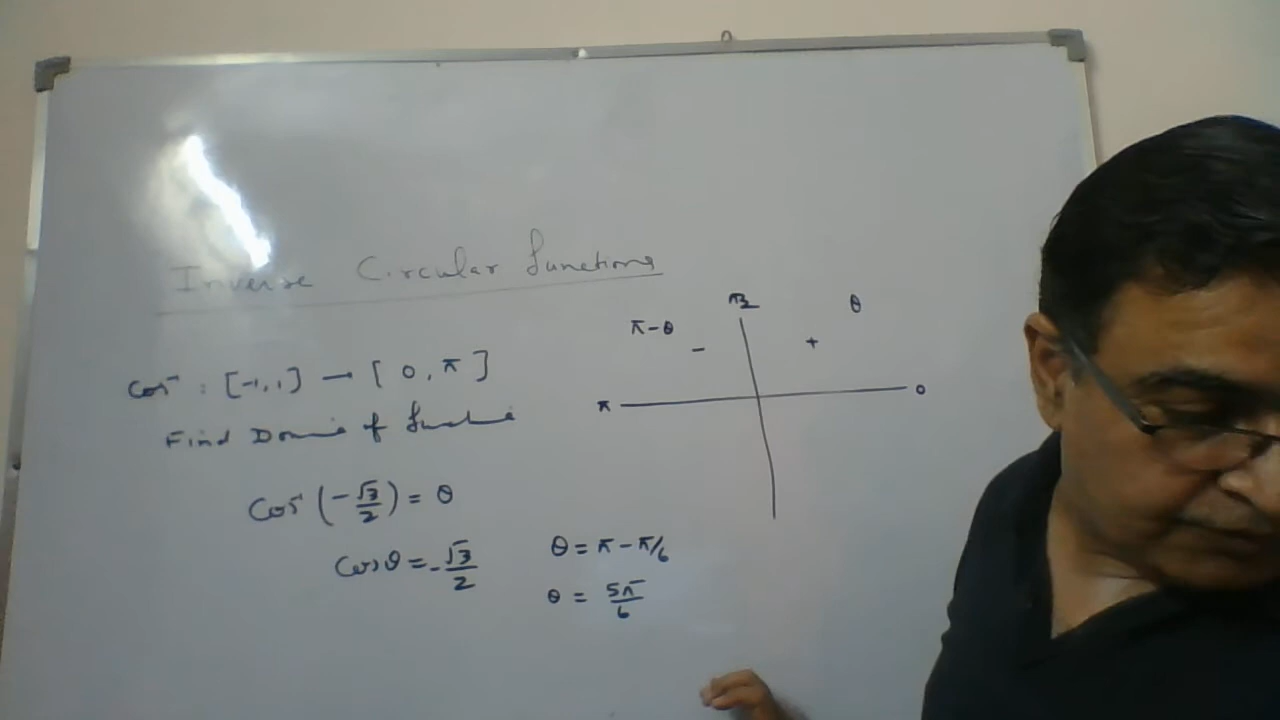 Inverse Circular functions
Cos⁻¹ : [-1,1] → [0, π]
Find Domain of function
Cos⁻¹(-√3/2) = θ
Cosθ = -√3/2
θ = π - π/6
θ = 5π/6
π/2
θ
π-θ
-
+
π
0